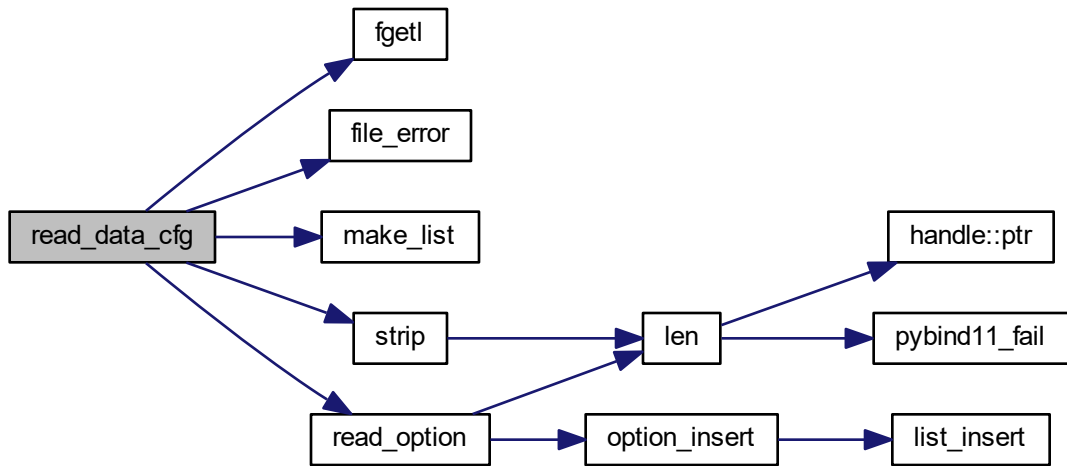 fgetl
file_error
read_data_cfg
make_list
handle::ptr
strip
len
pybind11_fail
read_option
option_insert
list_insert